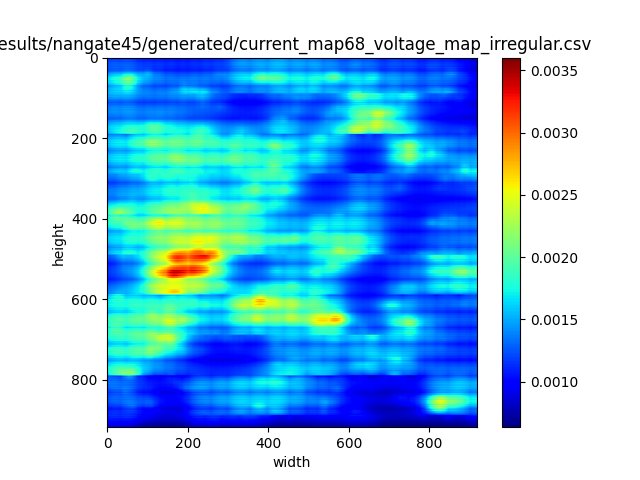 esults/nangate45/generated/current_map68_voltage_map_irregular.csv
0
200
400
600
800
height
0 200 400 600 800
width
0.0035
0.0030
0.0025
0.0020
0.0015
0.0010